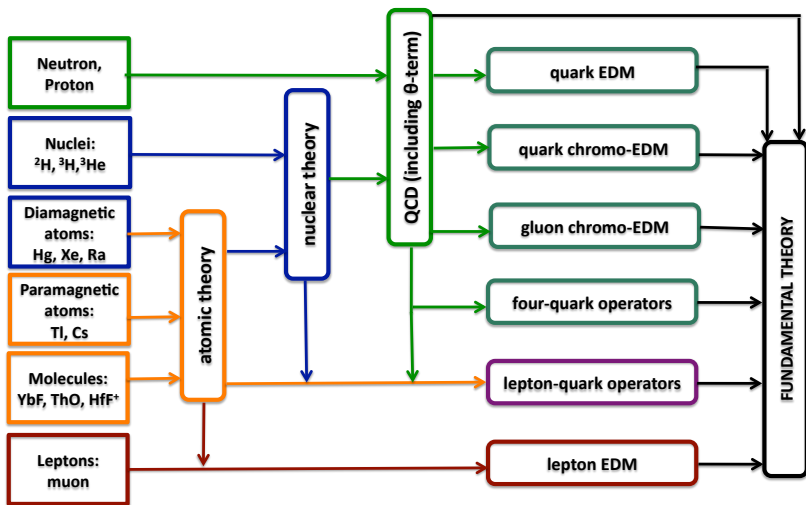 Neutron,
Proton
Nuclei:
²H, ³H,³He
Diamagnetic
atoms:
Hg, Xe, Ra
Paramagnetic
atoms:
Tl, Cs
Molecules:
YbF, ThO, HfF⁺
Leptons:
muon
atomic theory
nuclear theory
QCD (including θ-term)
quark EDM
quark chromo-EDM
gluon chromo-EDM
four-quark operators
lepton-quark operators
lepton EDM
FUNDAMENTAL THEORY